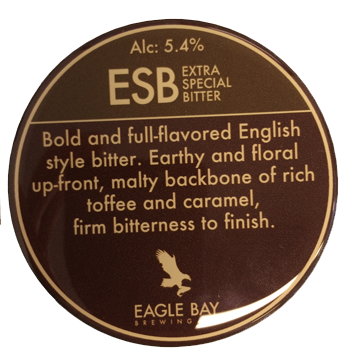 Alc: 5.4%
ESB EXTRA
SPECIAL
BITTER
Bold and full-flavored English
style bitter. Earthy and floral
up-front, malty backbone of rich
toffee and caramel,
firm bitterness to finish.
EAGLE BAY
BREWING